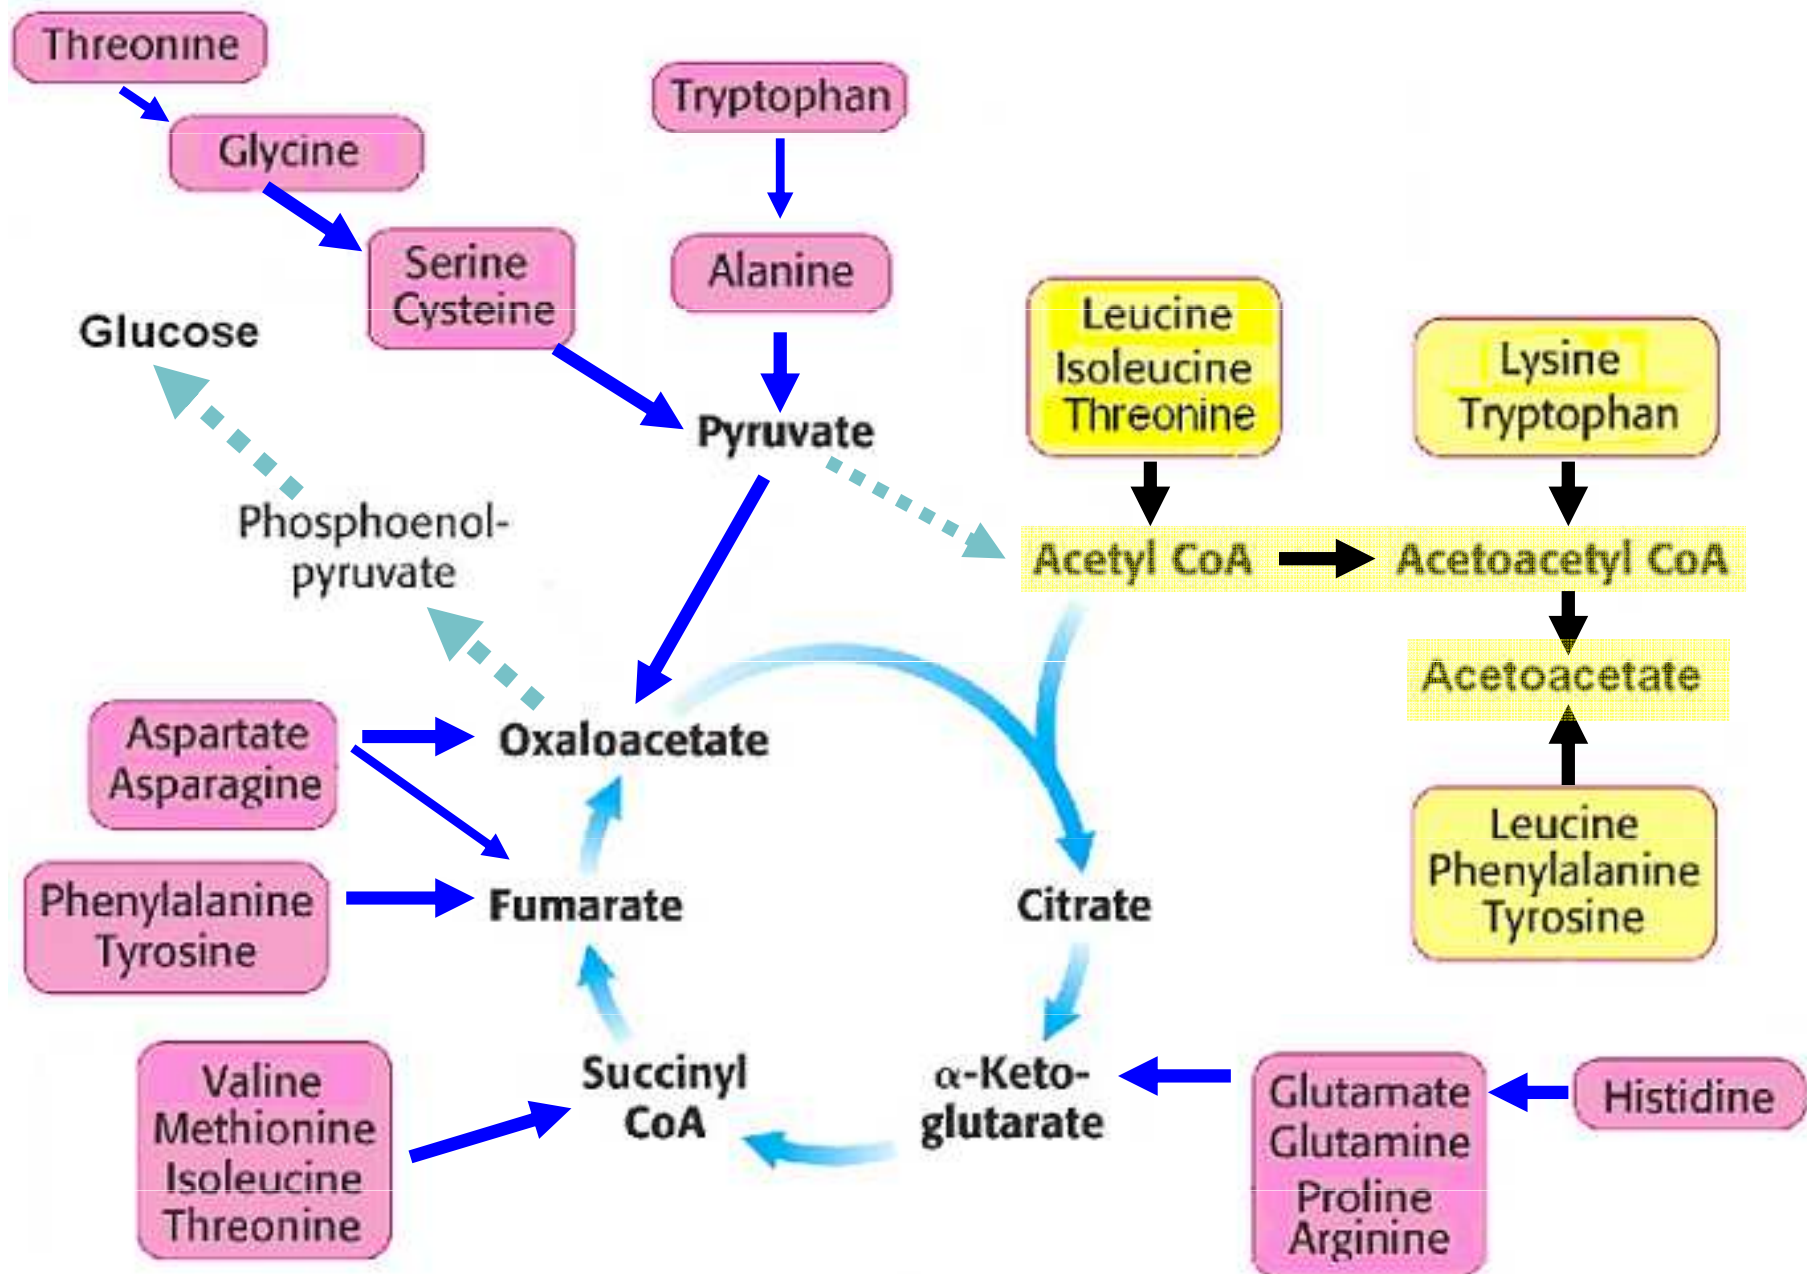 Threonine
Glycine
Tryptophan
Serine
Cysteine
Alanine
Glucose
Pyruvate
Leucine
Isoleucine
Threonine
Lysine
Tryptophan
Phosphoenol-
pyruvate
Acetyl CoA
Acetoacetyl CoA
Acetoacetate
Aspartate
Asparagine
Oxaloacetate
Phenylalanine
Tyrosine
Fumarate
Citrate
Leucine
Phenylalanine
Tyrosine
Valine
Methionine
Isoleucine
Threonine
Succinyl
CoA
α-Keto-
glutarate
Glutamate
Glutamine
Proline
Arginine
Histidine